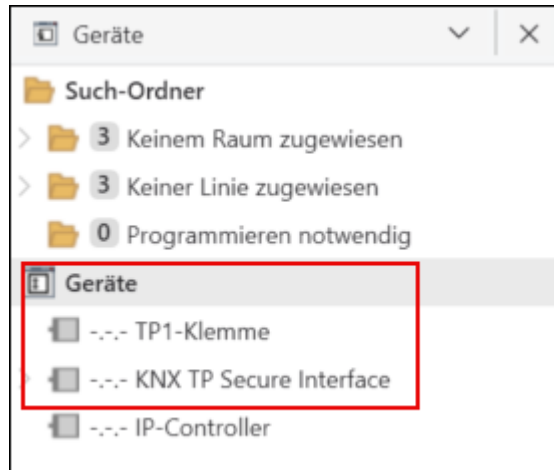 Geräte
Such-Ordner
3 Keinem Raum zugewiesen
3 Keiner Linie zugewiesen
0 Programmieren notwendig
Geräte
-.-.- TP1-Klemme
-.-.- KNX TP Secure Interface
-.-.- IP-Controller